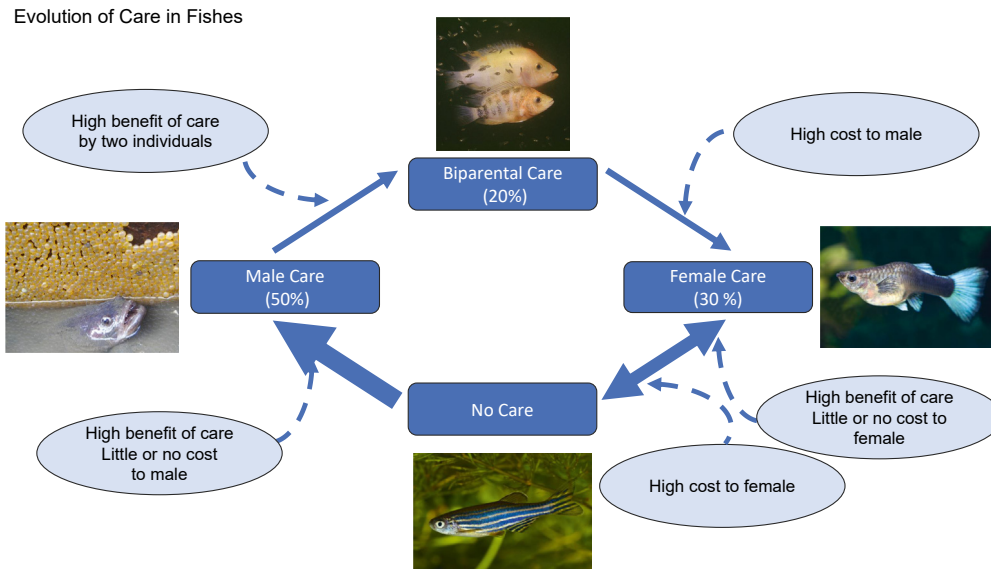 Evolution of Care in Fishes
High benefit of care
by two individuals
High cost to male
Biparental Care
(20%)
Male Care
(50%)
Female Care
(30 %)
No Care
High benefit of care
Little or no cost
to male
High benefit of care
Little or no cost to
female
High cost to female